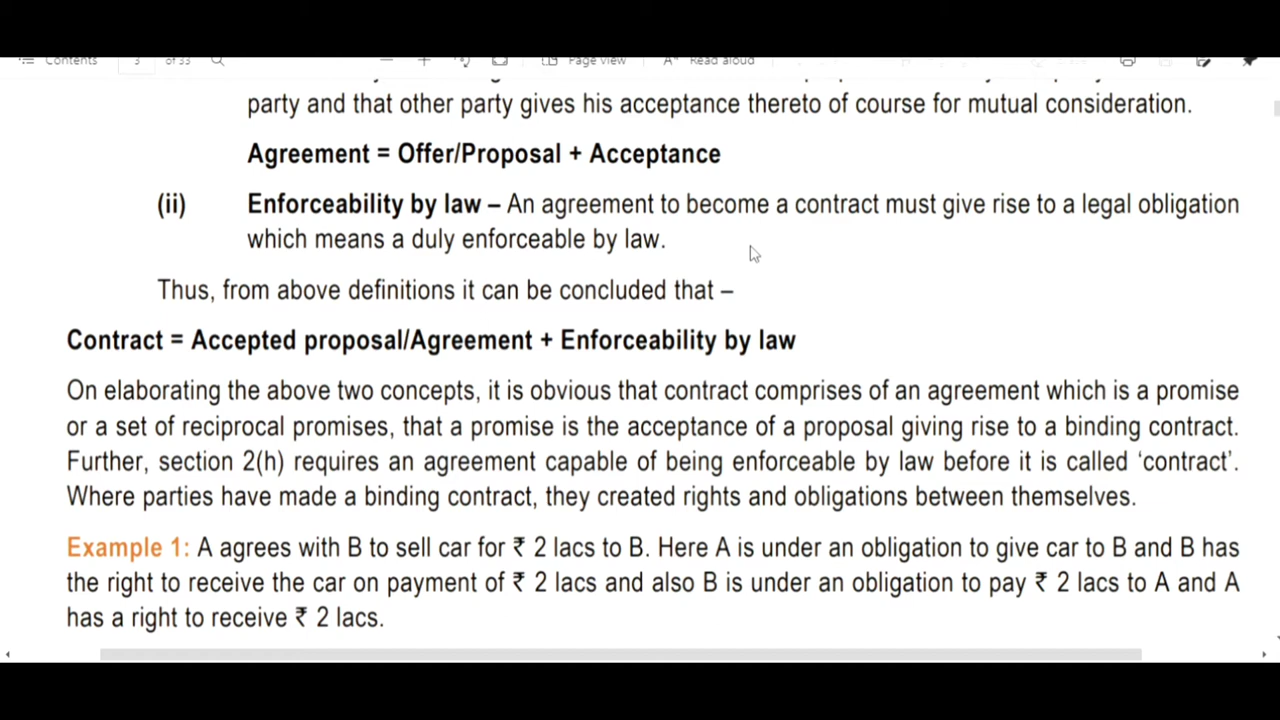 Contents 3 of 33 Page view Read aloud
party and that other party gives his acceptance thereto of course for mutual consideration.
Agreement = Offer/Proposal + Acceptance
(ii) Enforceability by law – An agreement to become a contract must give rise to a legal obligation
which means a duly enforceable by law.
Thus, from above definitions it can be concluded that –
Contract = Accepted proposal/Agreement + Enforceability by law
On elaborating the above two concepts, it is obvious that contract comprises of an agreement which is a promise
or a set of reciprocal promises, that a promise is the acceptance of a proposal giving rise to a binding contract.
Further, section 2(h) requires an agreement capable of being enforceable by law before it is called ‘contract’.
Where parties have made a binding contract, they created rights and obligations between themselves.
Example 1: A agrees with B to sell car for ₹ 2 lacs to B. Here A is under an obligation to give car to B and B has
the right to receive the car on payment of ₹ 2 lacs and also B is under an obligation to pay ₹ 2 lacs to A and A
has a right to receive ₹ 2 lacs.